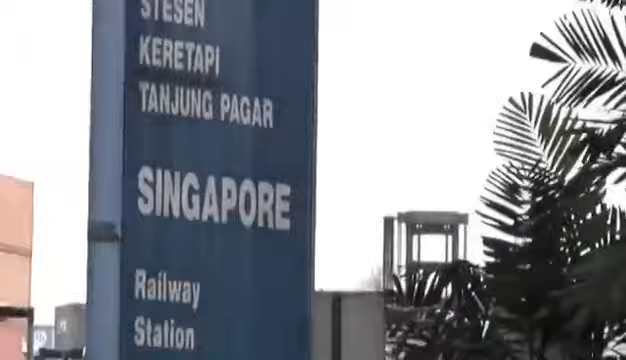 STESEN
KERETAPI
TANJUNG PAGAR
SINGAPORE
Railway
Station